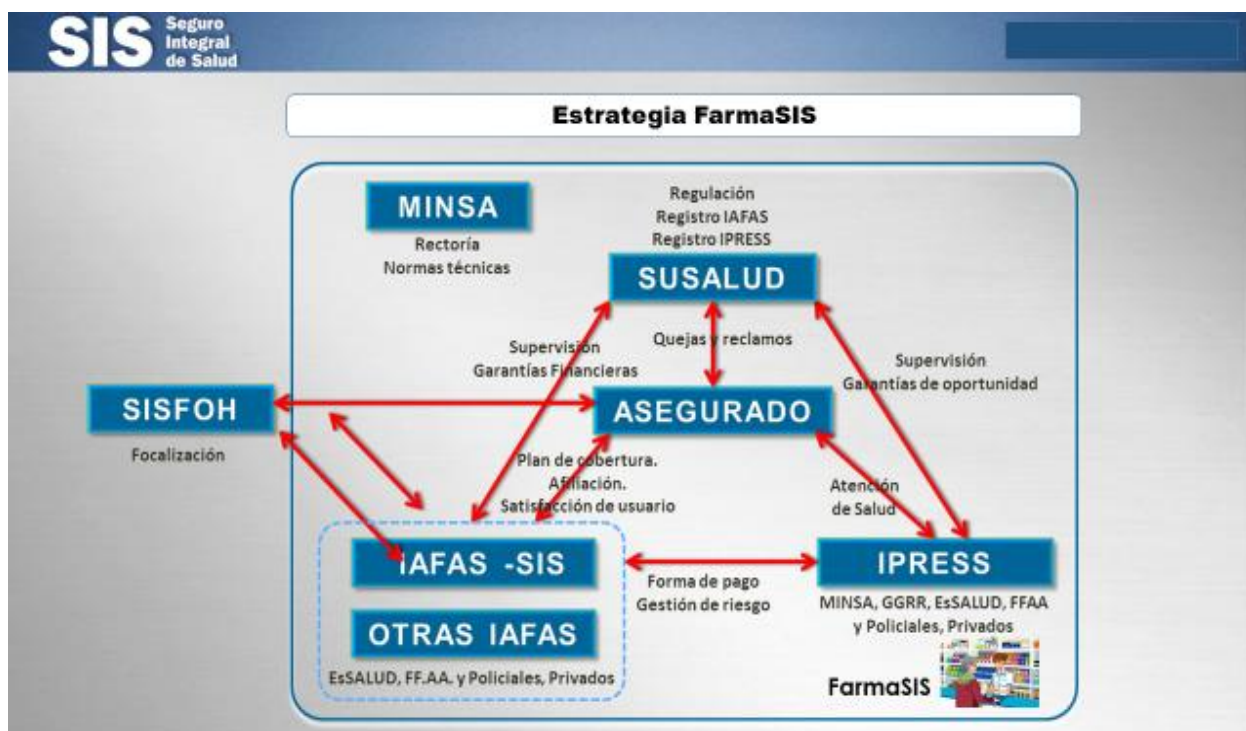 SIS
Seguro
Integral
de Salud
Estrategia FarmaSIS
MINSA
Rectoría
Normas técnicas
Regulación
Registro IAFAS
Registro IPRESS
SUSALUD
Supervisión
Garantías Financieras
Quejas y reclamos
Supervisión
Garantías de oportunidad
SISFOH
Focalización
ASEGURADO
Plan de cobertura.
Afiliación.
Satisfacción de usuario
Atención
de Salud
IAFAS -SIS
OTRAS IAFAS
EsSALUD, FF.AA. y Policiales, Privados
Forma de pago
Gestión de riesgo
IPRESS
MINSA, GGRR, EsSALUD, FFAA
y Policiales, Privados
FarmaSIS